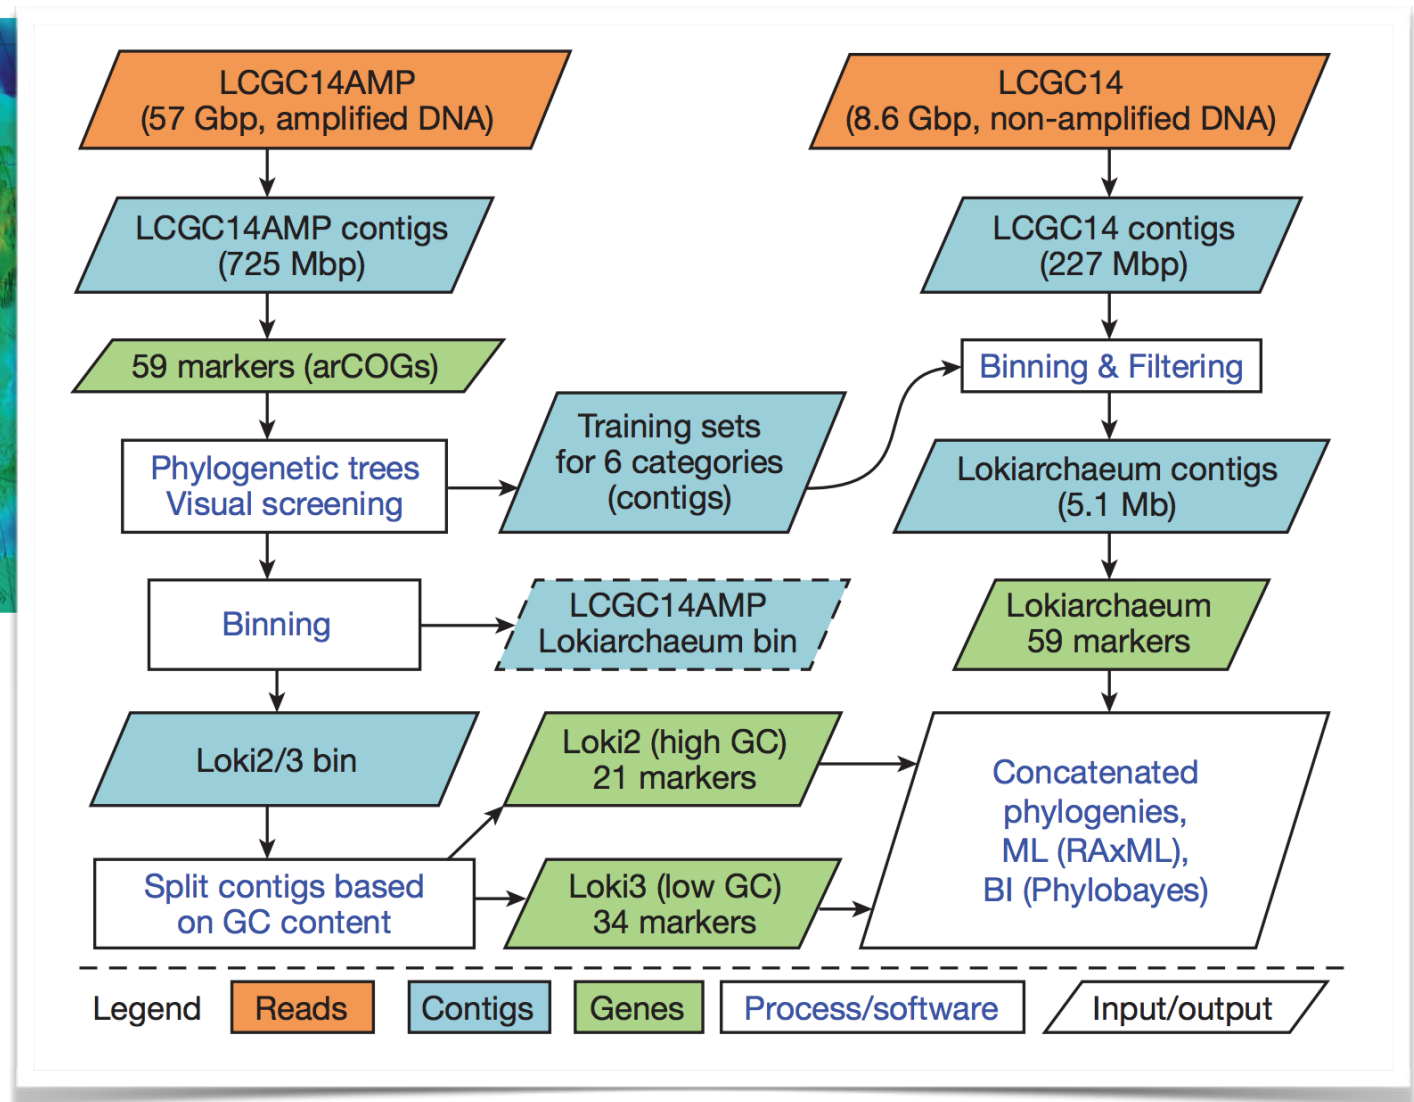 LCGC14AMP
(57 Gbp, amplified DNA)
LCGC14
(8.6 Gbp, non-amplified DNA)
LCGC14AMP contigs
(725 Mbp)
LCGC14 contigs
(227 Mbp)
59 markers (arCOGs)
Binning & Filtering
Training sets
for 6 categories
(contigs)
Phylogenetic trees
Visual screening
Lokiarchaeum contigs
(5.1 Mb)
Binning
LCGC14AMP
Lokiarchaeum bin
Lokiarchaeum
59 markers
Loki2/3 bin
Loki2 (high GC)
21 markers
Concatenated
phylogenies,
ML (RAxML),
BI (Phylobayes)
Split contigs based
on GC content
Loki3 (low GC)
34 markers
Legend
Reads
Contigs
Genes
Process/software
Input/output